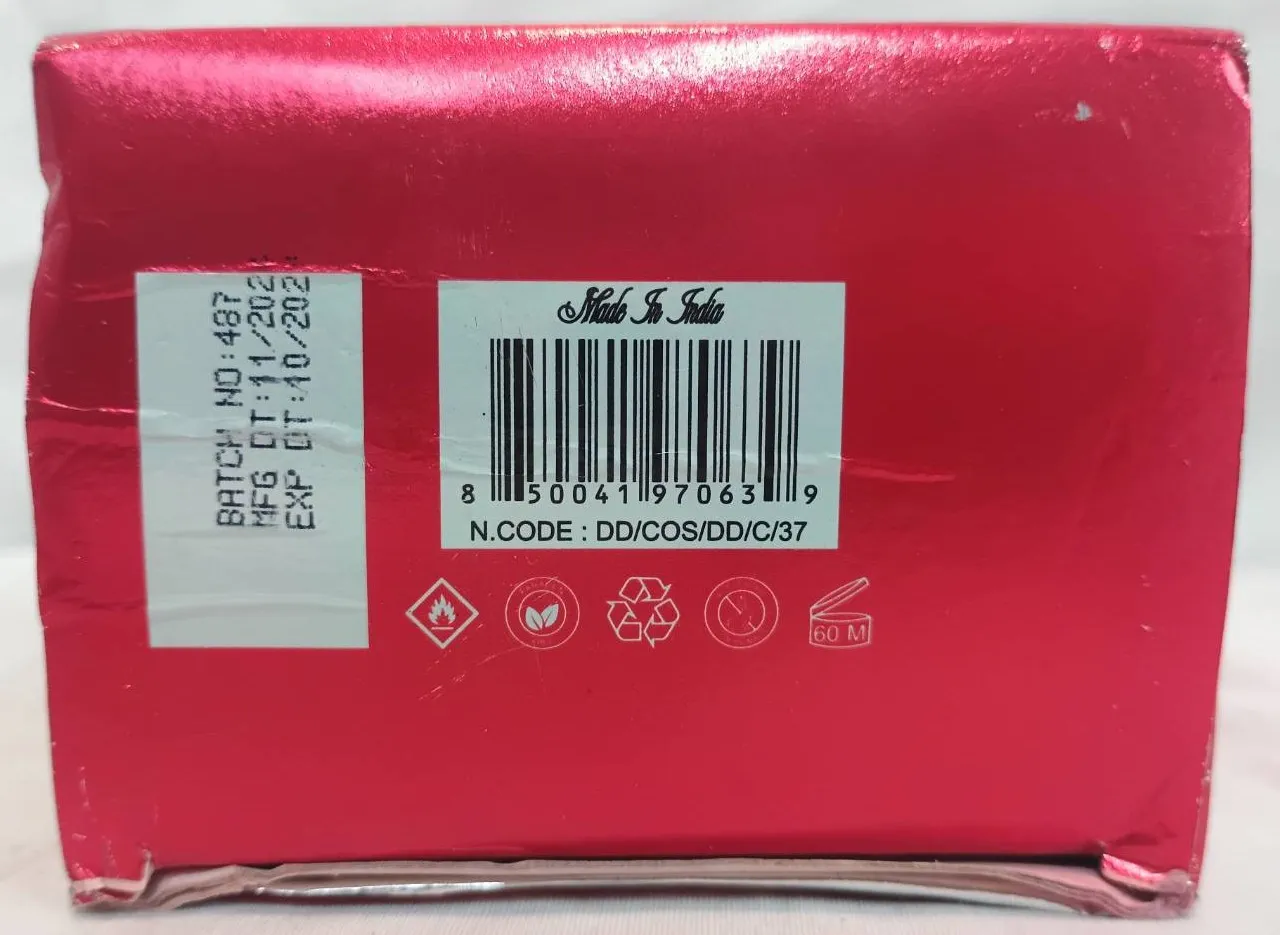 BATCH NO:487
MFG DT:11/202
EXP DT:10/202
Made In India
8 50041 97063 9
N.CODE : DD/COS/DD/C/37
60 M